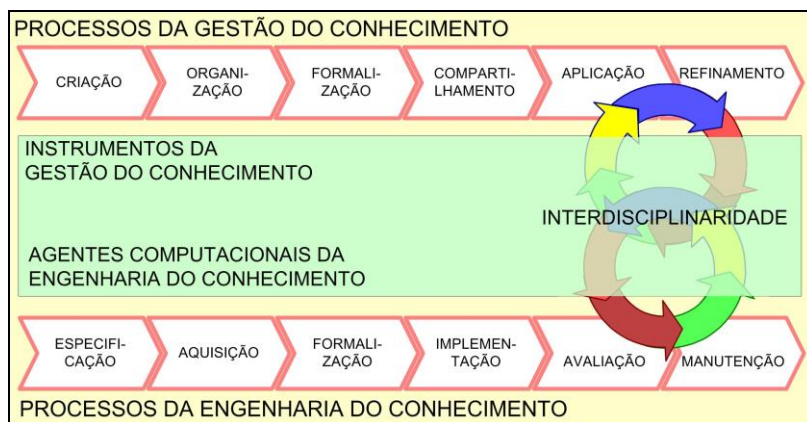 PROCESSOS DA GESTÃO DO CONHECIMENTO
CRIAÇÃO
ORGANI-
ZAÇÃO
FORMALI-
ZAÇÃO
COMPARTI-
LHAMENTO
APLICAÇÃO
REFINAMENTO
INSTRUMENTOS DA
GESTÃO DO CONHECIMENTO
INTERDISCIPLINARIDADE
AGENTES COMPUTACIONAIS DA
ENGENHARIA DO CONHECIMENTO
ESPECIFI-
CAÇÃO
AQUISIÇÃO
FORMALI-
ZAÇÃO
IMPLEMEN-
TAÇÃO
AVALIAÇÃO
MANUTENÇÃO
PROCESSOS DA ENGENHARIA DO CONHECIMENTO